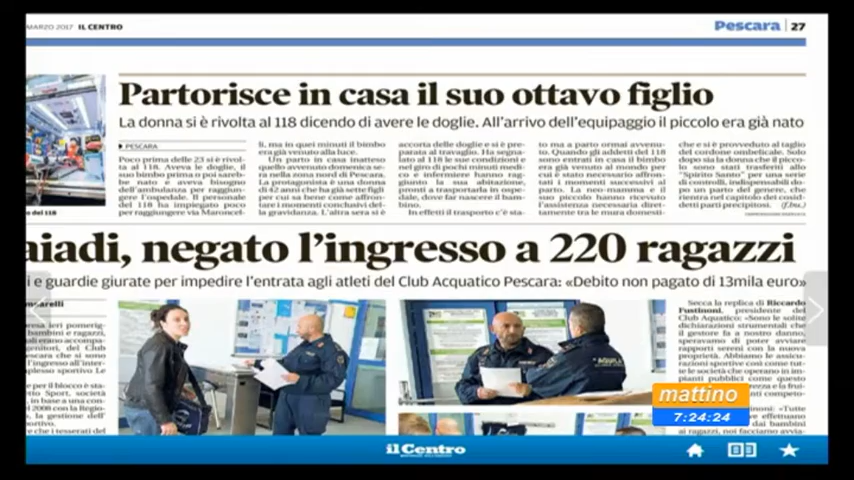 MARZO 2017 IL CENTRO
Pescara 27
Partorisce in casa il suo ottavo figlio
La donna si è rivolta al 118 dicendo di avere le doglie. All'arrivo dell'equipaggio il piccolo era già nato
PESCARA
Poco prima delle 23 si è rivolta al 118. Aveva le doglie, il
suo bimbo prima o poi sarebbe nato e aveva bisogno
dell'ambulanza per raggiungere l'ospedale. Il personale
del 118 ha impiegato poco
per raggiungere via Maroncel-
li, ma in quei minuti il bimbo
era già venuto alla luce.
Un parto in casa inatteso
quello avvenuto domenica sera nella zona nord di Pescara.
La protagonista è una donna
di 42 anni che ha già sette figli
per cui sa bene come affrontare i momenti conclusivi della gravidanza. L'altra sera si è
accorta delle doglie e si è preparata al travaglio. Ha segnalato al 118 le sue condizioni e
nel giro di pochi minuti medico e infermiere hanno raggiunto la sua abitazione,
pronti a trasportarla in ospedale, dove far nascere il bambino.
In effetti il trasporto c'è sta-
to ma a parto ormai avvenuto. Quando gli addetti del 118
sono entrati in casa il bimbo
era già venuto al mondo per
cui è stato necessario affrontare i momenti successivi al
parto. La neo-mamma e il
suo piccolo hanno ricevuto
l'assistenza necessaria direttamente tra le mura domesti-
che e si è provveduto al taglio
del cordone ombelicale. Solo
dopo sia la donna che il piccolo sono stati trasferiti allo
"Spirito Santo" per una serie
di controlli, indispensabili dopo un parto del genere, che
rientra nel capitolo dei cosiddetti parti precipitosi.
o del 118
aiadi, negato l'ingresso a 220 ragazzi
i e guardie giurate per impedire l'entrata agli atleti del Club Acquatico Pescara: «Debito non pagato di 13mila euro»
Secca la replica di Riccardo
Fustinoni, presidente del
Club Aquatico: «Sono le solite
dichiarazioni strumentali che
il gestore fa a nostro danno,
speravamo di poter avviare
rapporti sereni con la nuova
proprietà. Abbiamo le assicurazioni sportive così come tutte le società che operano in impianti pubblici come questo
AQUILA
mattino
7:24:24
il Centro